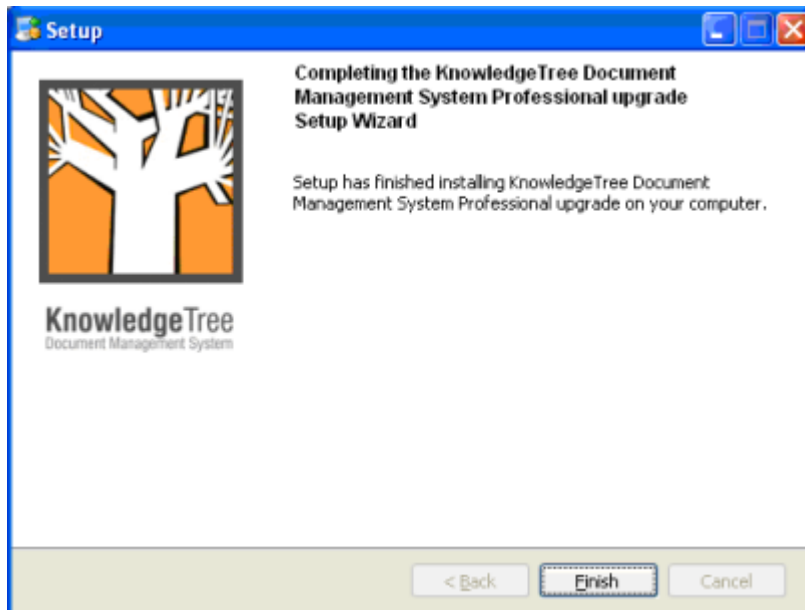 Setup
Completing the KnowledgeTree Document
Management System Professional upgrade
Setup Wizard
Setup has finished installing KnowledgeTree Document
Management System Professional upgrade on your computer.
KnowledgeTree
Document Management System
< Back
Finish
Cancel